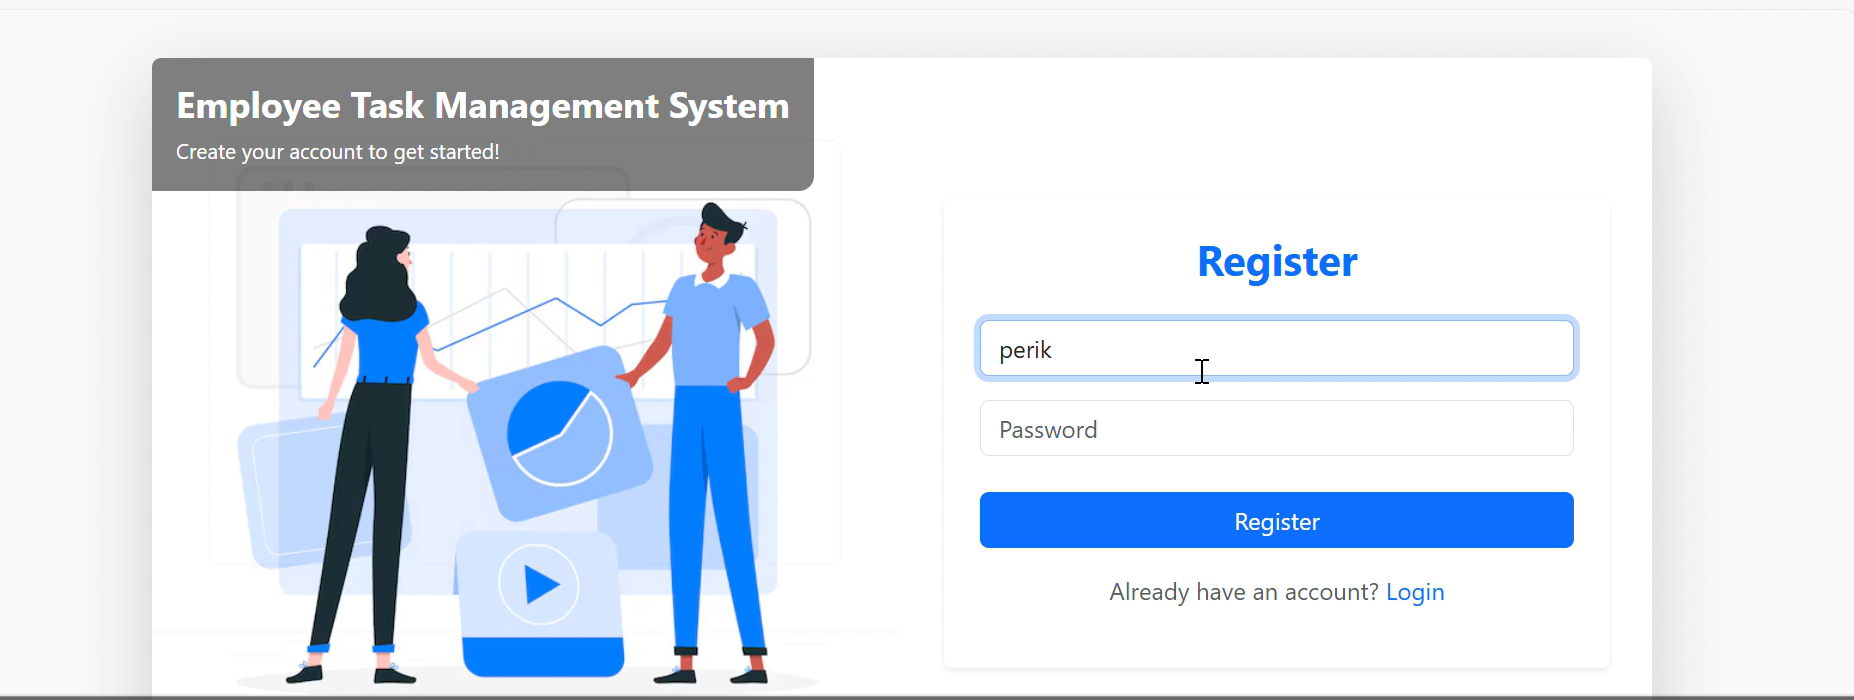 Employee Task Management System
Create your account to get started!
Register
perik
Password
Register
Already have an account? Login